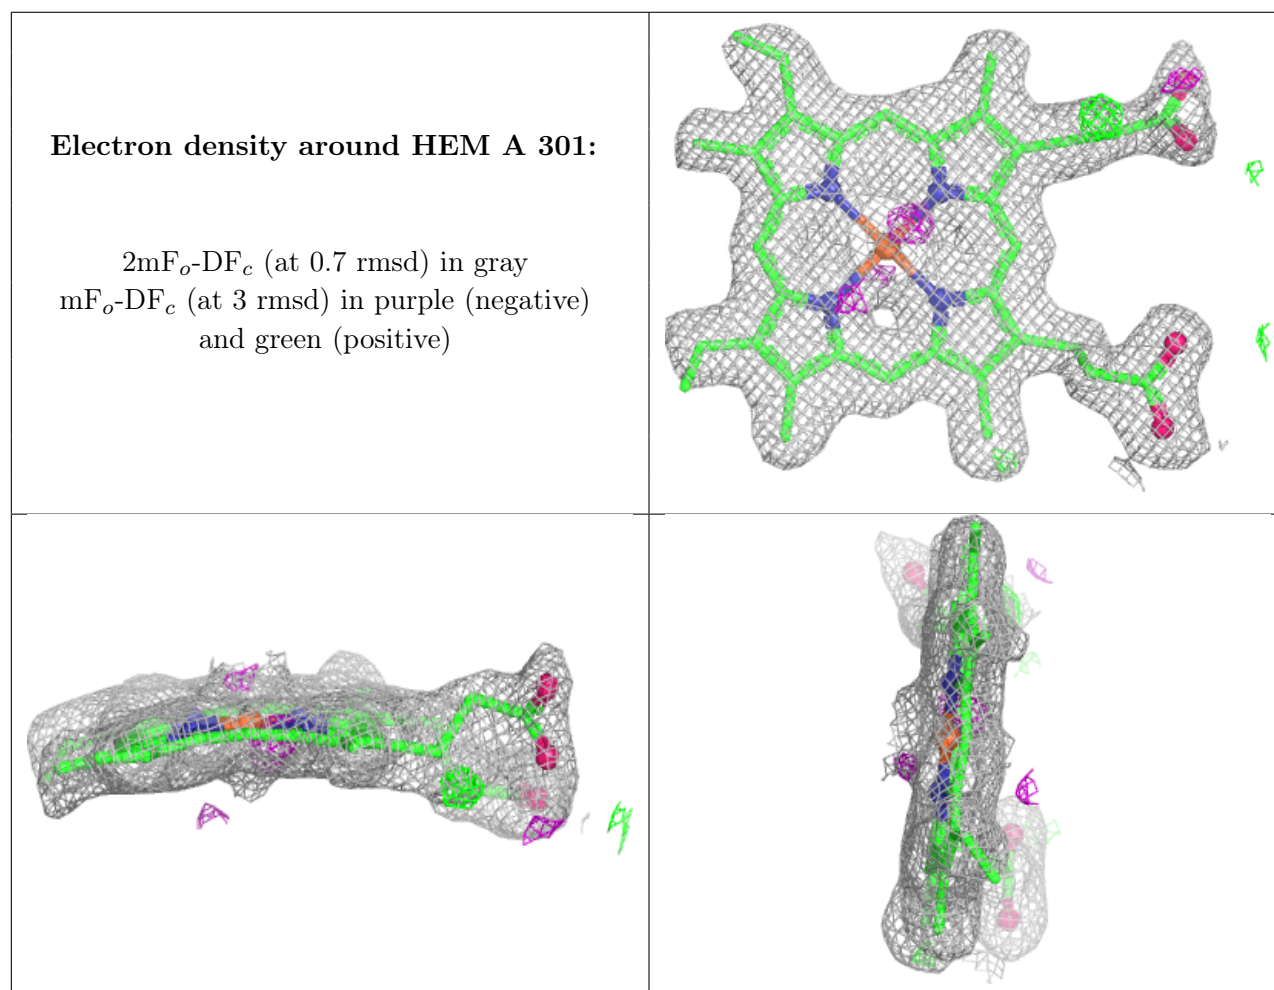 Electron density around HEM A 301:
2mFo-DFc (at 0.7 rmsd) in gray
mFo-DFc (at 3 rmsd) in purple (negative)
and green (positive)